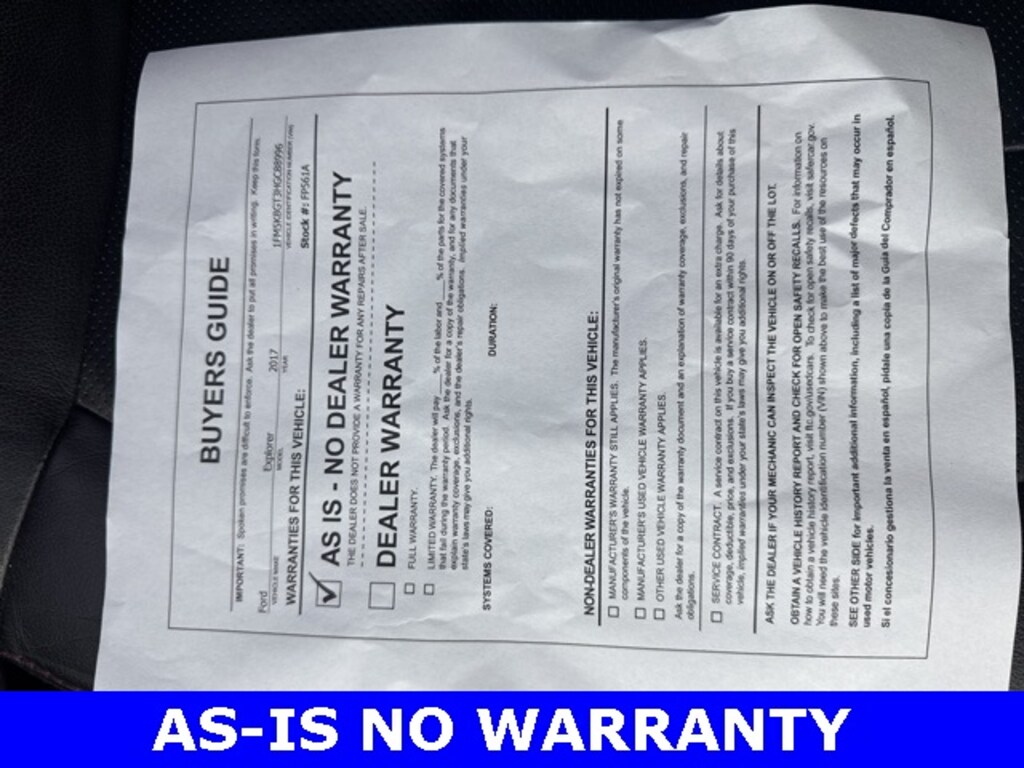 BUYERS GUIDE
IMPORTANT: Spoken promises are difficult to enforce. Ask the dealer to put all promises in writing. Keep this form.
Ford Explorer 2017 1FM5K8GT3HGC88996
VEHICLE MAKE MODEL YEAR VEHICLE IDENTIFICATION NUMBER (VIN)
WARRANTIES FOR THIS VEHICLE: Stock #: FP561A
AS IS - NO DEALER WARRANTY
THE DEALER DOES NOT PROVIDE A WARRANTY FOR ANY REPAIRS AFTER SALE.
DEALER WARRANTY
FULL WARRANTY.
LIMITED WARRANTY. The dealer will pay ____% of the labor and ____% of the parts for the covered systems
that fail during the warranty period. Ask the dealer for a copy of the warranty, and for any documents that
explain warranty coverage, exclusions, and the dealer's repair obligations. Implied warranties under your
state's laws may give you additional rights.
SYSTEMS COVERED: DURATION:
NON-DEALER WARRANTIES FOR THIS VEHICLE:
MANUFACTURER'S WARRANTY STILL APPLIES. The manufacturer's original warranty has not expired on some
components of the vehicle.
MANUFACTURER'S USED VEHICLE WARRANTY APPLIES.
OTHER USED VEHICLE WARRANTY APPLIES.
Ask the dealer for a copy of the warranty document and an explanation of warranty coverage, exclusions, and repair
obligations.
SERVICE CONTRACT. A service contract on this vehicle is available for an extra charge. Ask for details about
coverage, deductible, price, and exclusions. If you buy a service contract within 90 days of your purchase of this
vehicle, implied warranties under your state's laws may give you additional rights.
ASK THE DEALER IF YOUR MECHANIC CAN INSPECT THE VEHICLE ON OR OFF THE LOT.
OBTAIN A VEHICLE HISTORY REPORT AND CHECK FOR OPEN SAFETY RECALLS. For information on
how to obtain a vehicle history report, visit ftc.gov/usedcars. To check for open safety recalls, visit safercar.gov.
You will need the vehicle identification number (VIN) shown above to make the best use of the resources on
these sites.
SEE OTHER SIDE for important additional information, including a list of major defects that may occur in
used motor vehicles.
Si el concesionario gestiona la venta en español, pídale una copia de la Guía del Comprador en español.
AS-IS NO WARRANTY